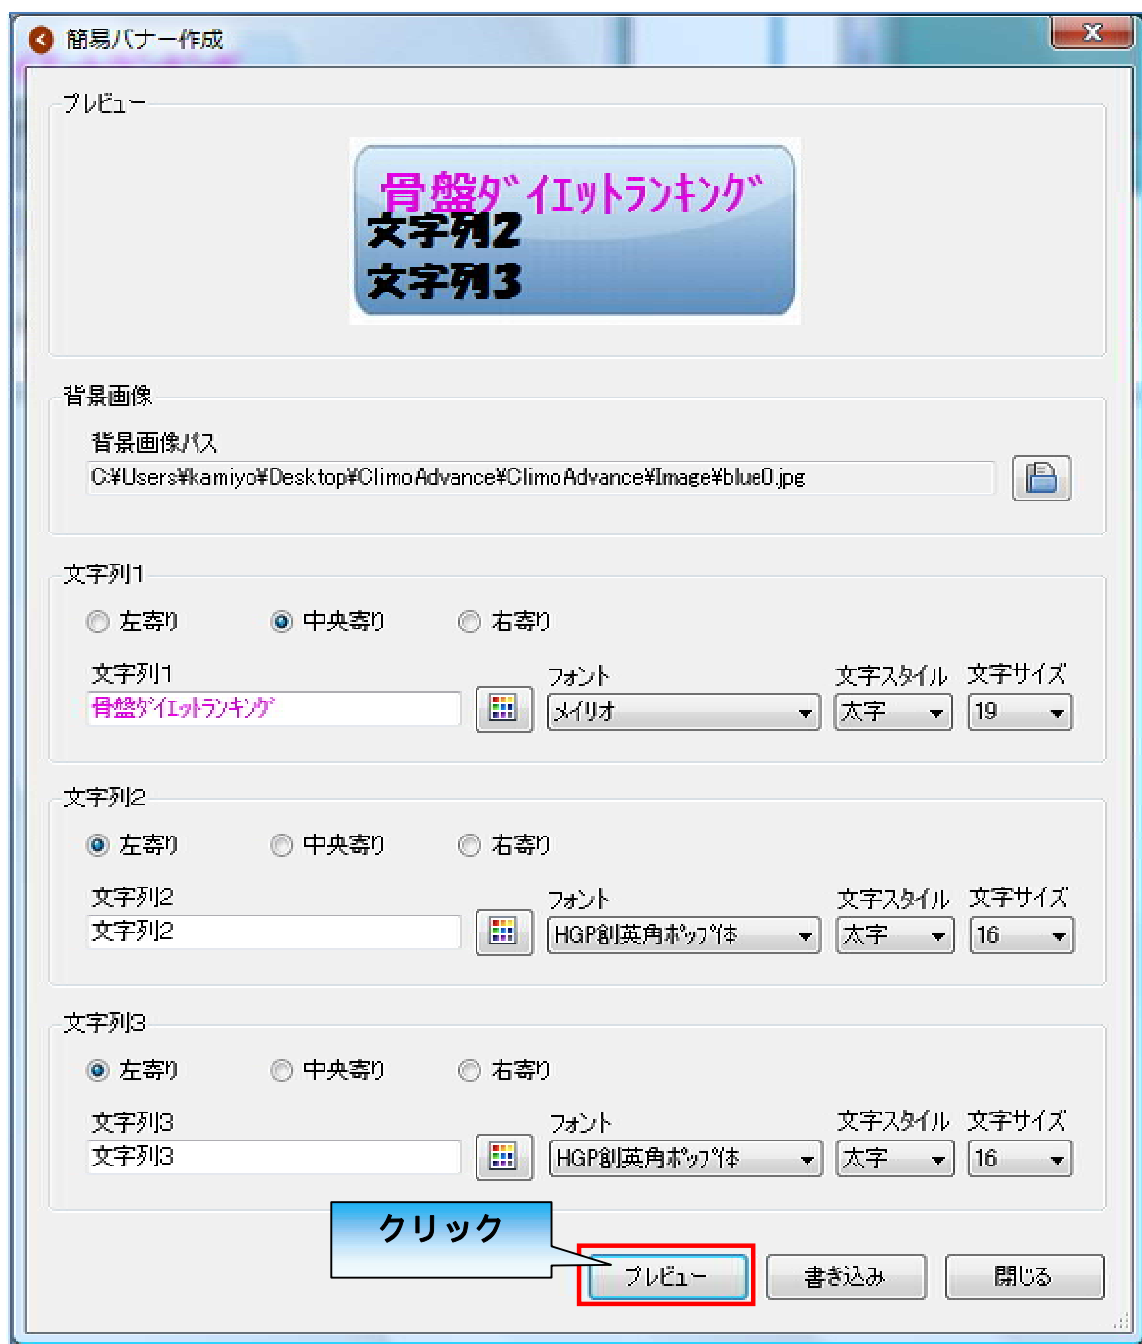 簡易バナー作成
プレビュー
骨盤ダイエットランキング
文字列2
文字列3
背景画像
背景画像パス
C:¥Users¥kamiyo¥Desktop¥ClimoAdvance¥ClimoAdvance¥Image¥blue0.jpg
文字列1
左寄り 中央寄り 右寄り
文字列1 フォント 文字スタイル 文字サイズ
骨盤ダイエットランキング メイリオ 太字 19
文字列2
左寄り 中央寄り 右寄り
文字列2 フォント 文字スタイル 文字サイズ
文字列2 HGP創英角ポップ体 太字 16
文字列3
左寄り 中央寄り 右寄り
文字列3 フォント 文字スタイル 文字サイズ
文字列3 HGP創英角ポップ体 太字 16
クリック
プレビュー 書き込み 閉じる